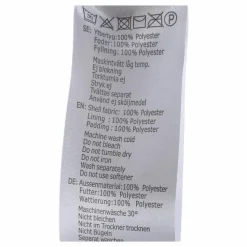 SE: Yttertyg:100% Polyester
Foder:100% Polyester
Fyllning: 100% Polyester
Maskintvätt låg temp.
Ej blekning
Torktumla ej
Stryk ej
Tvättas separat
Använd ej sköljmedel
EN: Shell fabric: 100% Polyester
Lining : 100% Polyester
Padding : 100% Polyester
Machine wash cold
Do not bleach
Do not tumble dry
Do not iron
Wash separately
Do not use softener
DE: Aussenmaterial:100% Polyester
Futter:100% Polyester
Wattierung:100% Polyester
Maschinenwäsche 30°
Nicht bleichen
Nicht im Trockner trocknen
Nicht Bügeln
Separat waschen